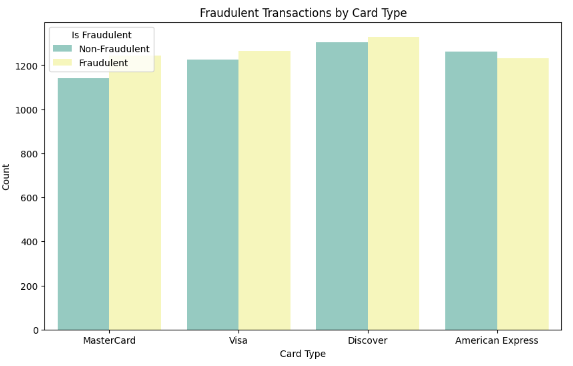 Fraudulent Transactions by Card Type
Is Fraudulent
Non-Fraudulent
Fraudulent
1200
1000
800
600
400
200
0
Count
MasterCard
Visa
Discover
American Express
Card Type